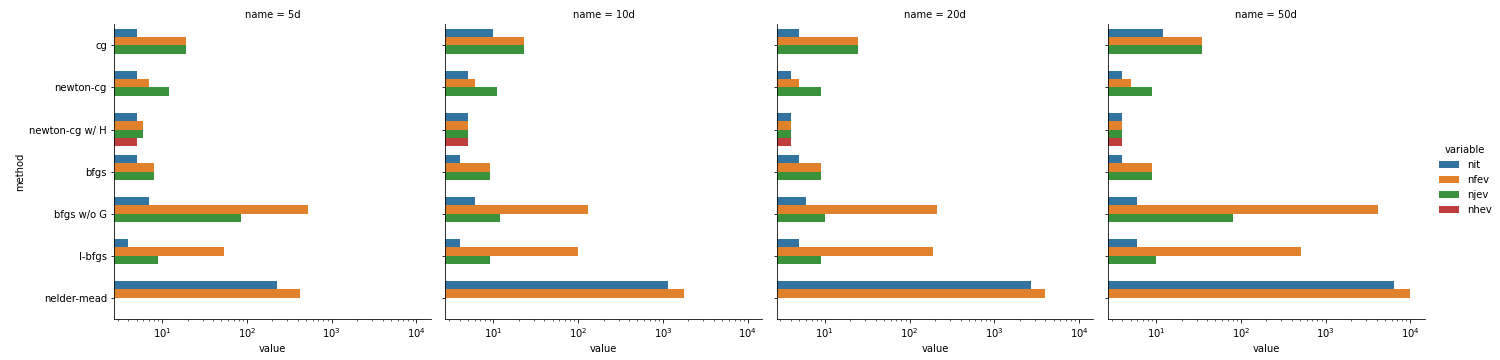 name = 5d
name = 10d
name = 20d
name = 50d
method
cg
newton-cg
newton-cg w/ H
bfgs
bfgs w/o G
l-bfgs
nelder-mead
10¹ 10² 10³ 10⁴
10¹ 10² 10³ 10⁴
10¹ 10² 10³ 10⁴
10¹ 10² 10³ 10⁴
value
value
value
value
variable
nit
nfev
njev
nhev